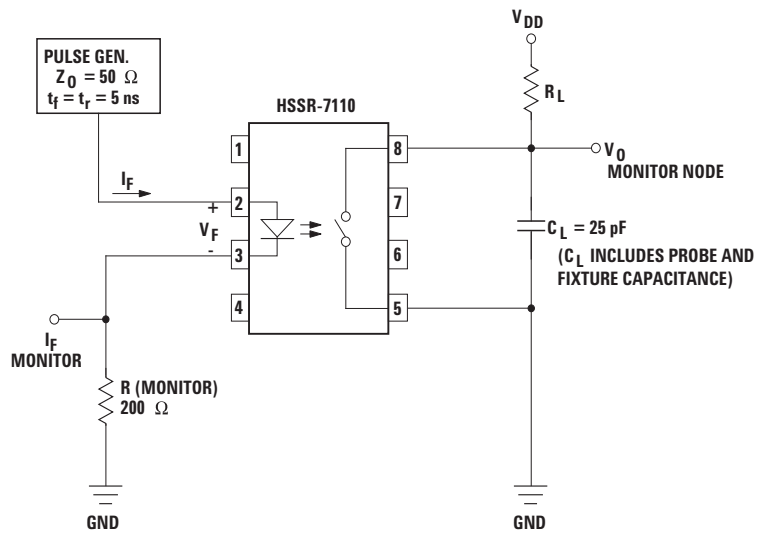 PULSE GEN.
Z0 = 50 Ω
tf = tr = 5 ns
HSSR-7110
VDD
RL
1
2
3
4
8
7
6
5
IF
+
VF
-
VO
MONITOR NODE
CL = 25 pF
(CL INCLUDES PROBE AND
FIXTURE CAPACITANCE)
IF
MONITOR
R (MONITOR)
200 Ω
GND
GND